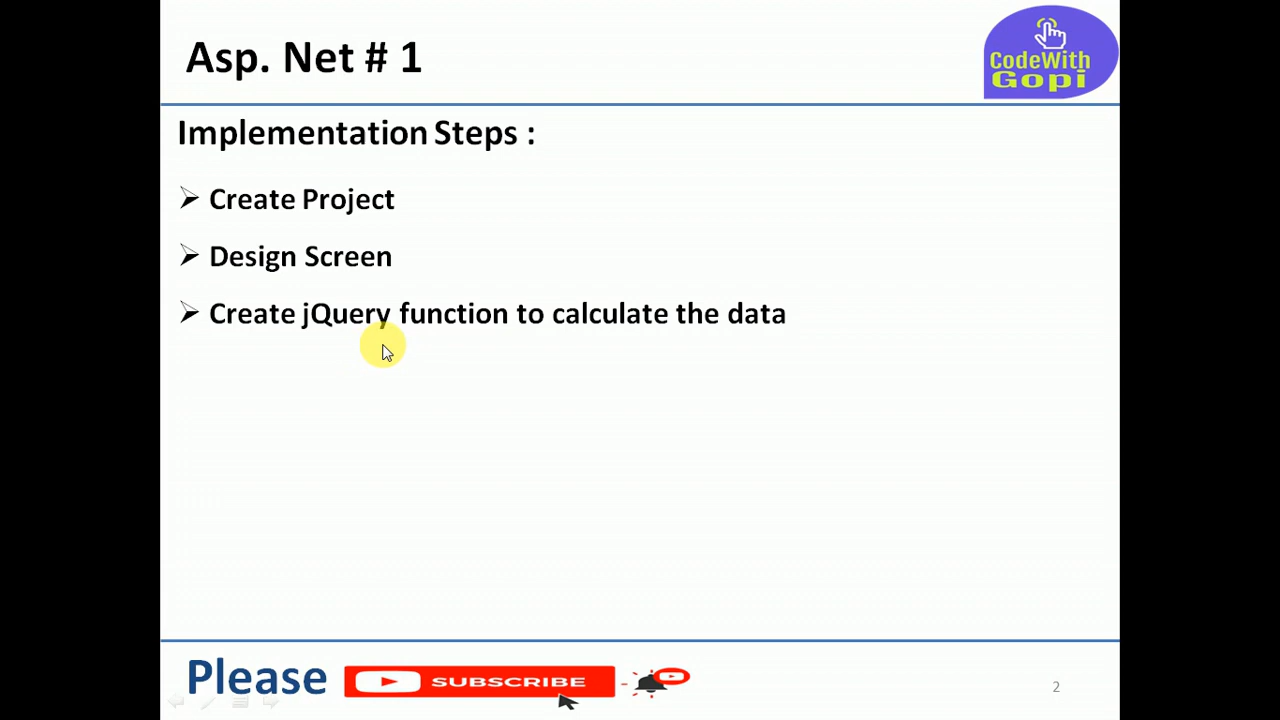 Asp. Net # 1
CodeWith
Gopi
Implementation Steps :
Create Project
Design Screen
Create jQuery function to calculate the data
Please
SUBSCRIBE
2